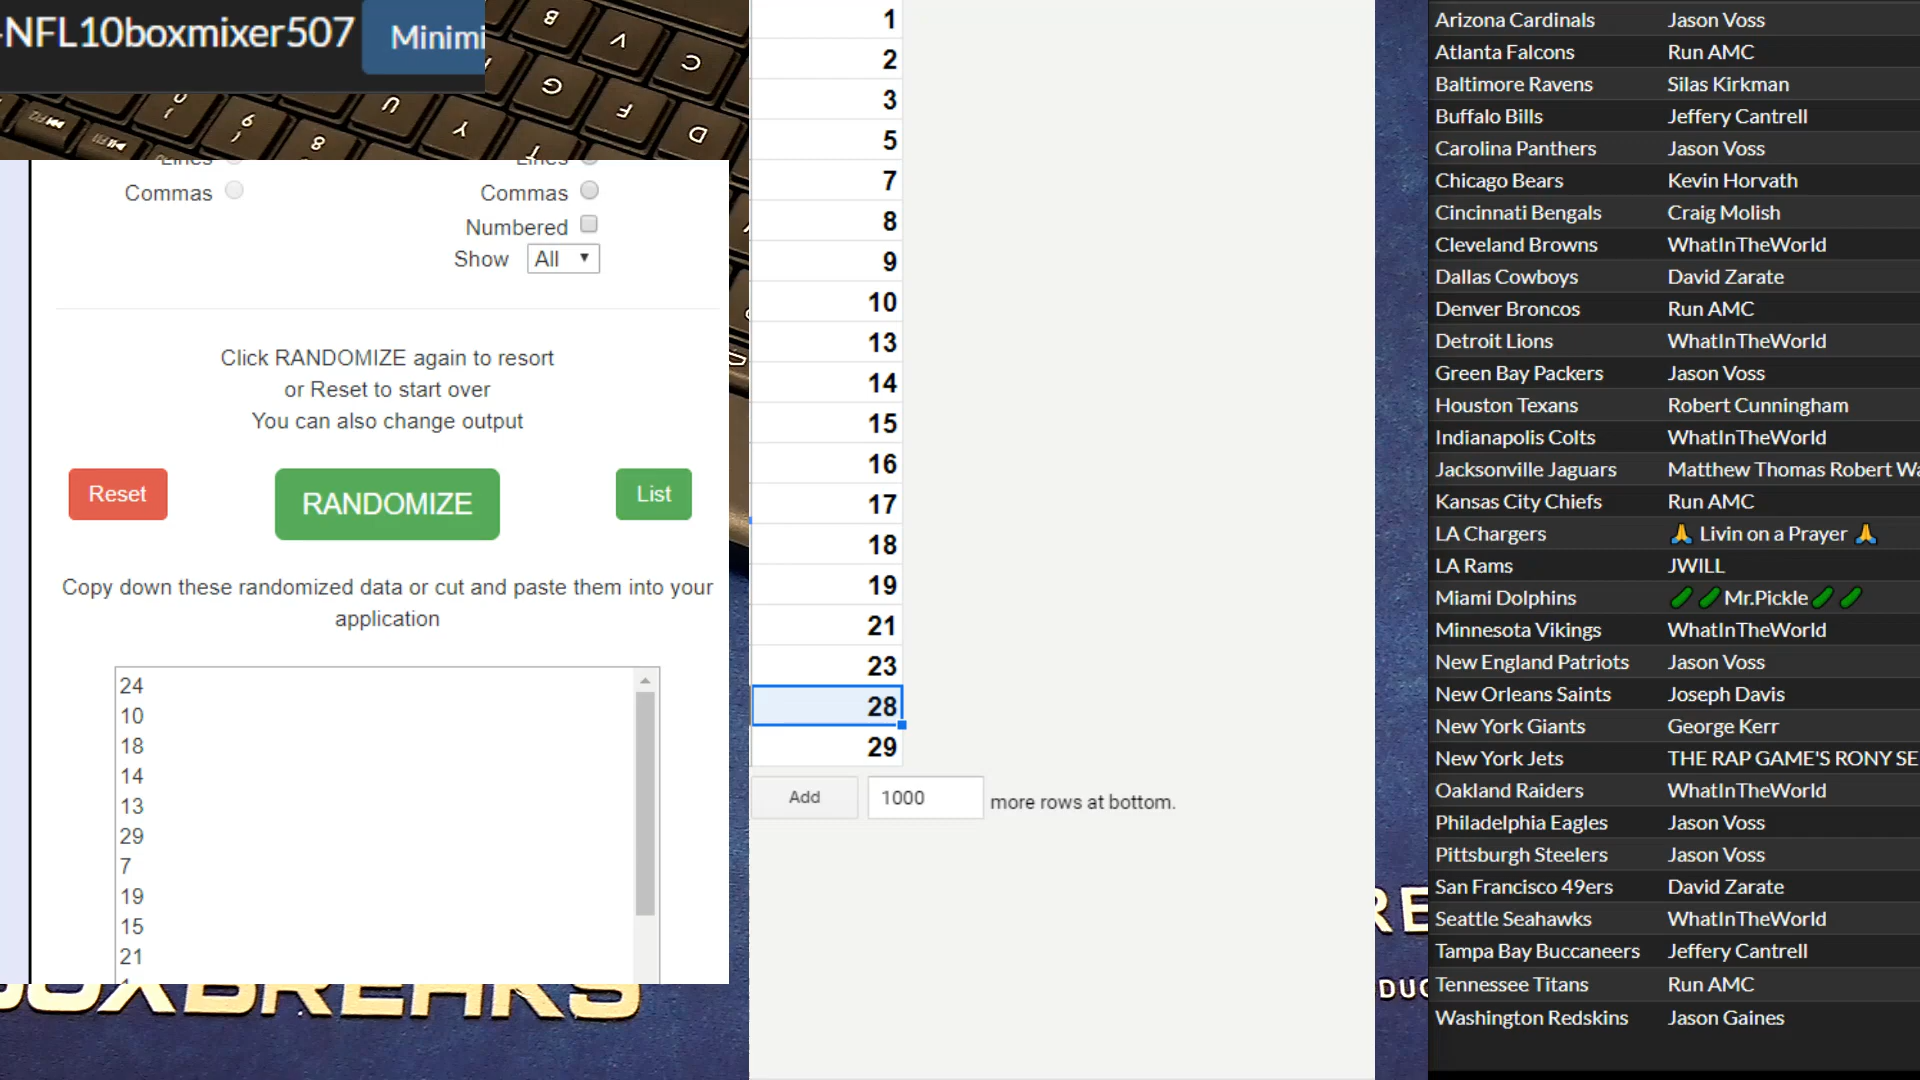 -NFL10boxmixer507
Commas
Commas
Numbered
Show All
Click RANDOMIZE again to resort
or Reset to start over
You can also change output
Reset
RANDOMIZE
List
Copy down these randomized data or cut and paste them into your
application
24
10
18
14
13
29
7
19
15
21
1
2
3
5
7
8
9
10
13
14
15
16
17
18
19
21
23
28
29
Add 1000 more rows at bottom.
Arizona Cardinals Jason Voss
Atlanta Falcons Run AMC
Baltimore Ravens Silas Kirkman
Buffalo Bills Jeffery Cantrell
Carolina Panthers Jason Voss
Chicago Bears Kevin Horvath
Cincinnati Bengals Craig Molish
Cleveland Browns WhatInTheWorld
Dallas Cowboys David Zarate
Denver Broncos Run AMC
Detroit Lions WhatInTheWorld
Green Bay Packers Jason Voss
Houston Texans Robert Cunningham
Indianapolis Colts WhatInTheWorld
Jacksonville Jaguars Matthew Thomas Robert
Kansas City Chiefs Run AMC
LA Chargers 🙏 Livin on a Prayer 🙏
LA Rams JWILL
Miami Dolphins 🥒🥒Mr.Pickle🥒🥒
Minnesota Vikings WhatInTheWorld
New England Patriots Jason Voss
New Orleans Saints Joseph Davis
New York Giants George Kerr
New York Jets THE RAP GAME'S RONY SE
Oakland Raiders WhatInTheWorld
Philadelphia Eagles Jason Voss
Pittsburgh Steelers Jason Voss
San Francisco 49ers David Zarate
Seattle Seahawks WhatInTheWorld
Tampa Bay Buccaneers Jeffery Cantrell
Tennessee Titans Run AMC
Washington Redskins Jason Gaines